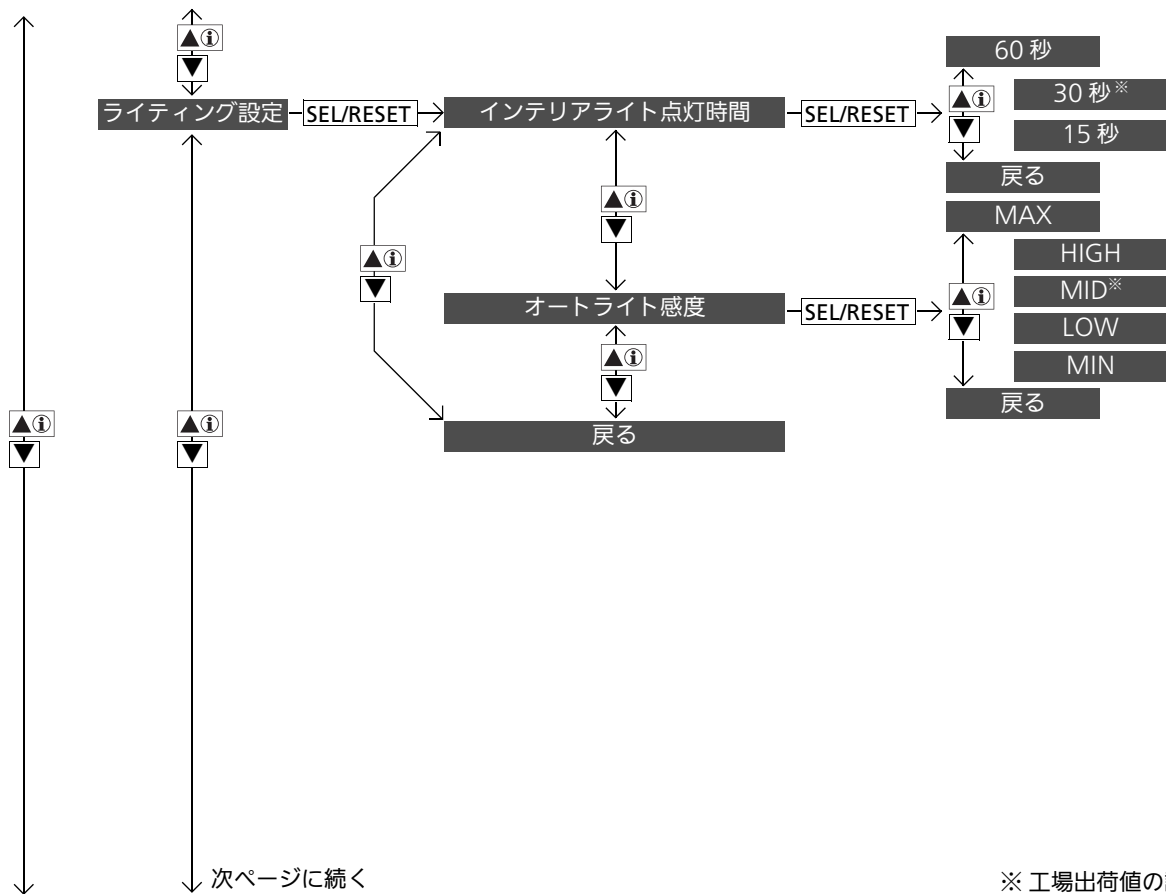 60 秒
ライティング設定
SEL/RESET
インテリアライト点灯時間
SEL/RESET
30 秒※
15 秒
戻る
MAX
HIGH
オートライト感度
SEL/RESET
MID※
LOW
MIN
戻る
戻る
次ページに続く
※ 工場出荷値の